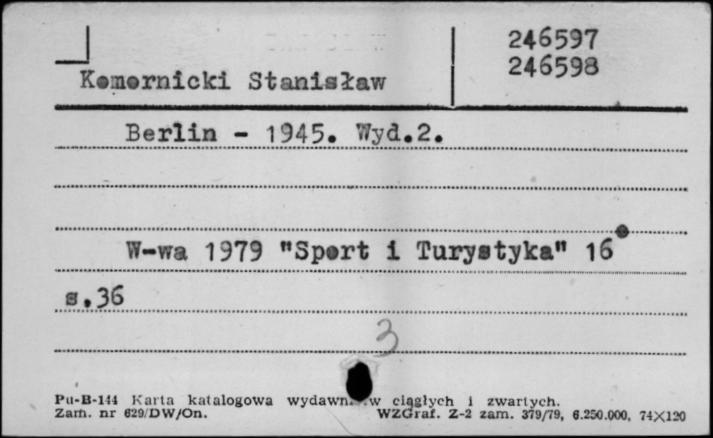 246597
246598
Komornicki Stanisław
Berlin - 1945. Wyd.2.
W-wa 1979 "Sport i Turystyka" 16°
s.36
3
Pu-B-144 Karta katalogowa wydawn. w ciągłych i zwartych.
Zam. nr 629/DW/On. WZGraf. Z-2 zam. 379/79, 6.250.000, 74X120